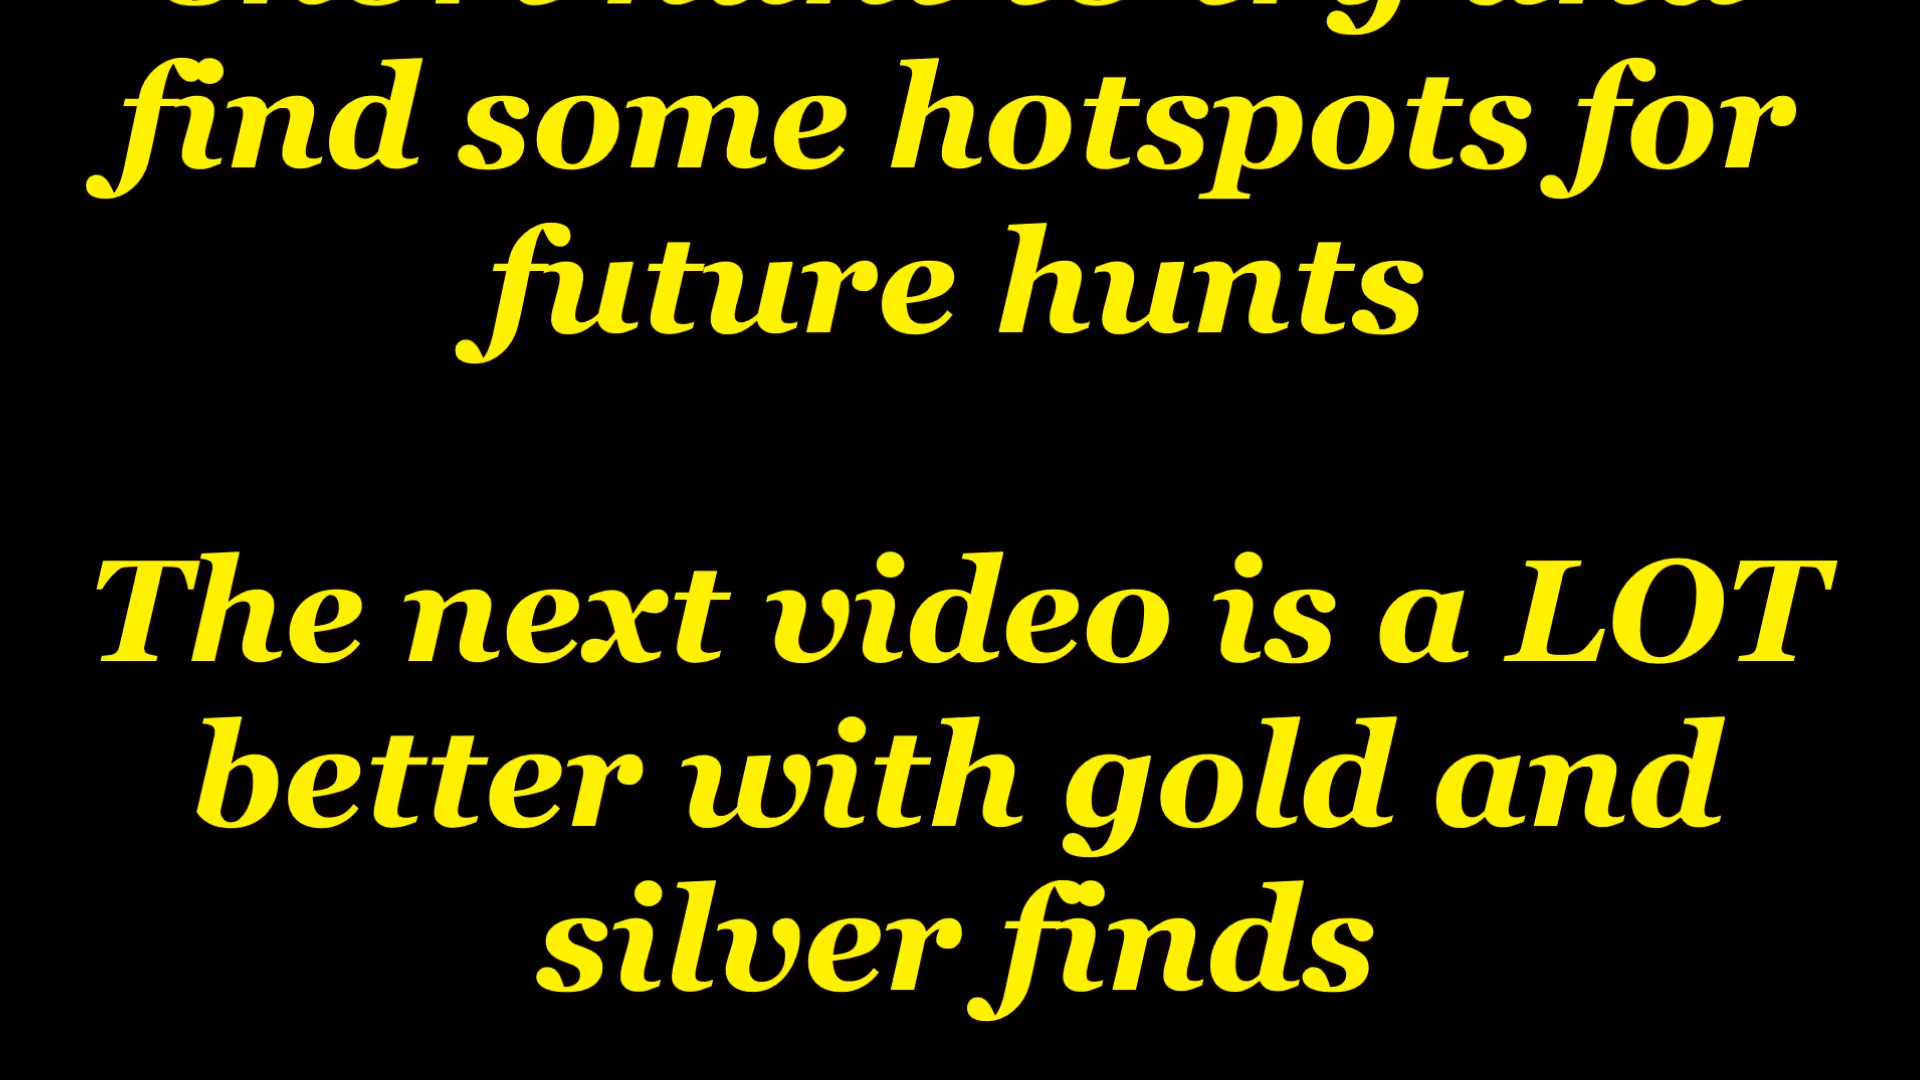 find some hotspots for
future hunts
The next video is a LOT
better with gold and
silver finds